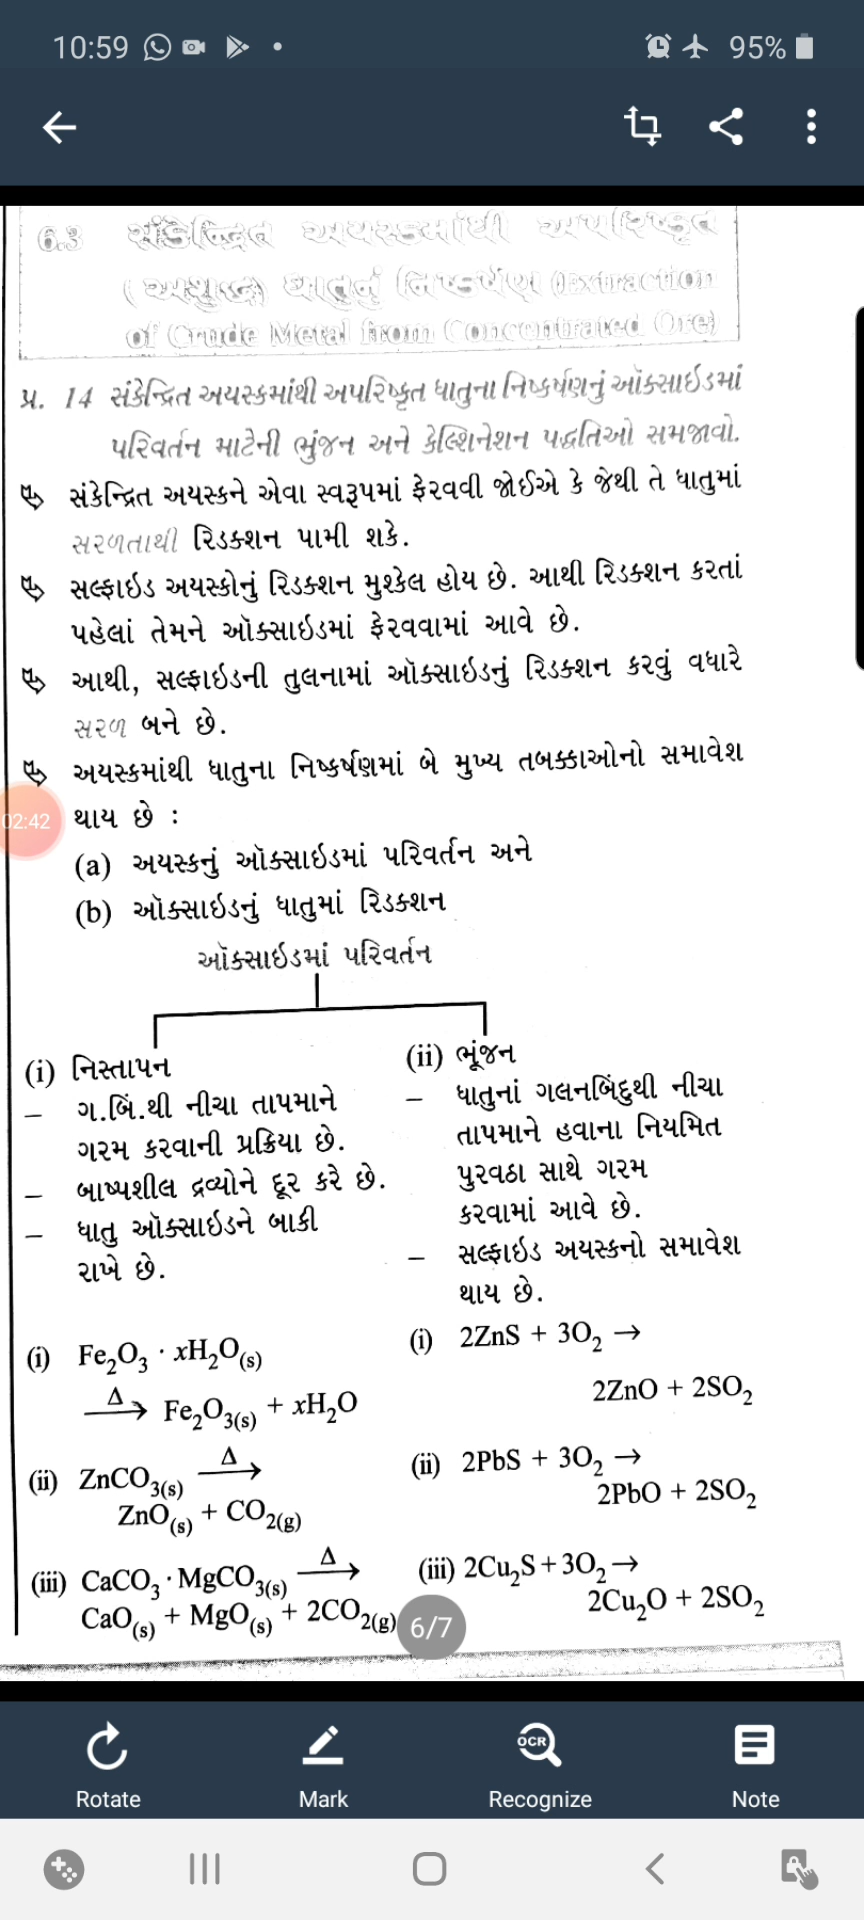 10:59 95%
6.3 સંકેન્દ્રિત અયસ્કમાંથી અપરિષ્કૃત
(અશુદ્ધ) ધાતુનું નિષ્કર્ષણ (Extraction
of Crude Metal from Concentrated Ore)
પ્ર. 14 સંકેન્દ્રિત અયસ્કમાંથી અપરિષ્કૃત ધાતુના નિષ્કર્ષણનું ઑક્સાઇડમાં
પરિવર્તન માટેની ભુંજન અને કેલ્શિનેશન પદ્ધતિઓ સમજાવો.
સંકેન્દ્રિત અયસ્કને એવા સ્વરૂપમાં ફેરવવી જોઈએ કે જેથી તે ધાતુમાં
સરળતાથી રિડક્શન પામી શકે.
સલ્ફાઇડ અયસ્કોનું રિડક્શન મુશ્કેલ હોય છે. આથી રિડક્શન કરતાં
પહેલાં તેમને ઑક્સાઇડમાં ફેરવવામાં આવે છે.
આથી, સલ્ફાઇડની તુલનામાં ઑક્સાઇડનું રિડક્શન કરવું વધારે
સરળ બને છે.
અયસ્કમાંથી ધાતુના નિષ્કર્ષણમાં બે મુખ્ય તબક્કાઓનો સમાવેશ
થાય છે :
02:42
(a) અયસ્કનું ઑક્સાઇડમાં પરિવર્તન અને
(b) ઑક્સાઇડનું ધાતુમાં રિડક્શન
ઑક્સાઇડમાં પરિવર્તન
(i) નિસ્તાપન
– ગ.બિં.થી નીચા તાપમાને
ગરમ કરવાની પ્રક્રિયા છે.
– બાષ્પશીલ દ્રવ્યોને દૂર કરે છે.
– ધાતુ ઑક્સાઇડને બાકી
રાખે છે.
(i) Fe₂O₃ · xH₂O₍s₎
Δ→ Fe₂O₃₍s₎ + xH₂O
(ii) ZnCO₃₍s₎ Δ→
ZnO₍s₎ + CO₂₍g₎
(iii) CaCO₃ · MgCO₃₍s₎ Δ→
CaO₍s₎ + MgO₍s₎ + 2CO₂₍g₎
(ii) ભૂંજન
– ધાતુનાં ગલનબિંદુથી નીચા
તાપમાને હવાના નિયમિત
પુરવઠા સાથે ગરમ
કરવામાં આવે છે.
– સલ્ફાઇડ અયસ્કનો સમાવેશ
થાય છે.
(i) 2ZnS + 3O₂ →
2ZnO + 2SO₂
(ii) 2PbS + 3O₂ →
2PbO + 2SO₂
(iii) 2Cu₂S + 3O₂ →
2Cu₂O + 2SO₂
6/7
Rotate Mark OCR Recognize Note